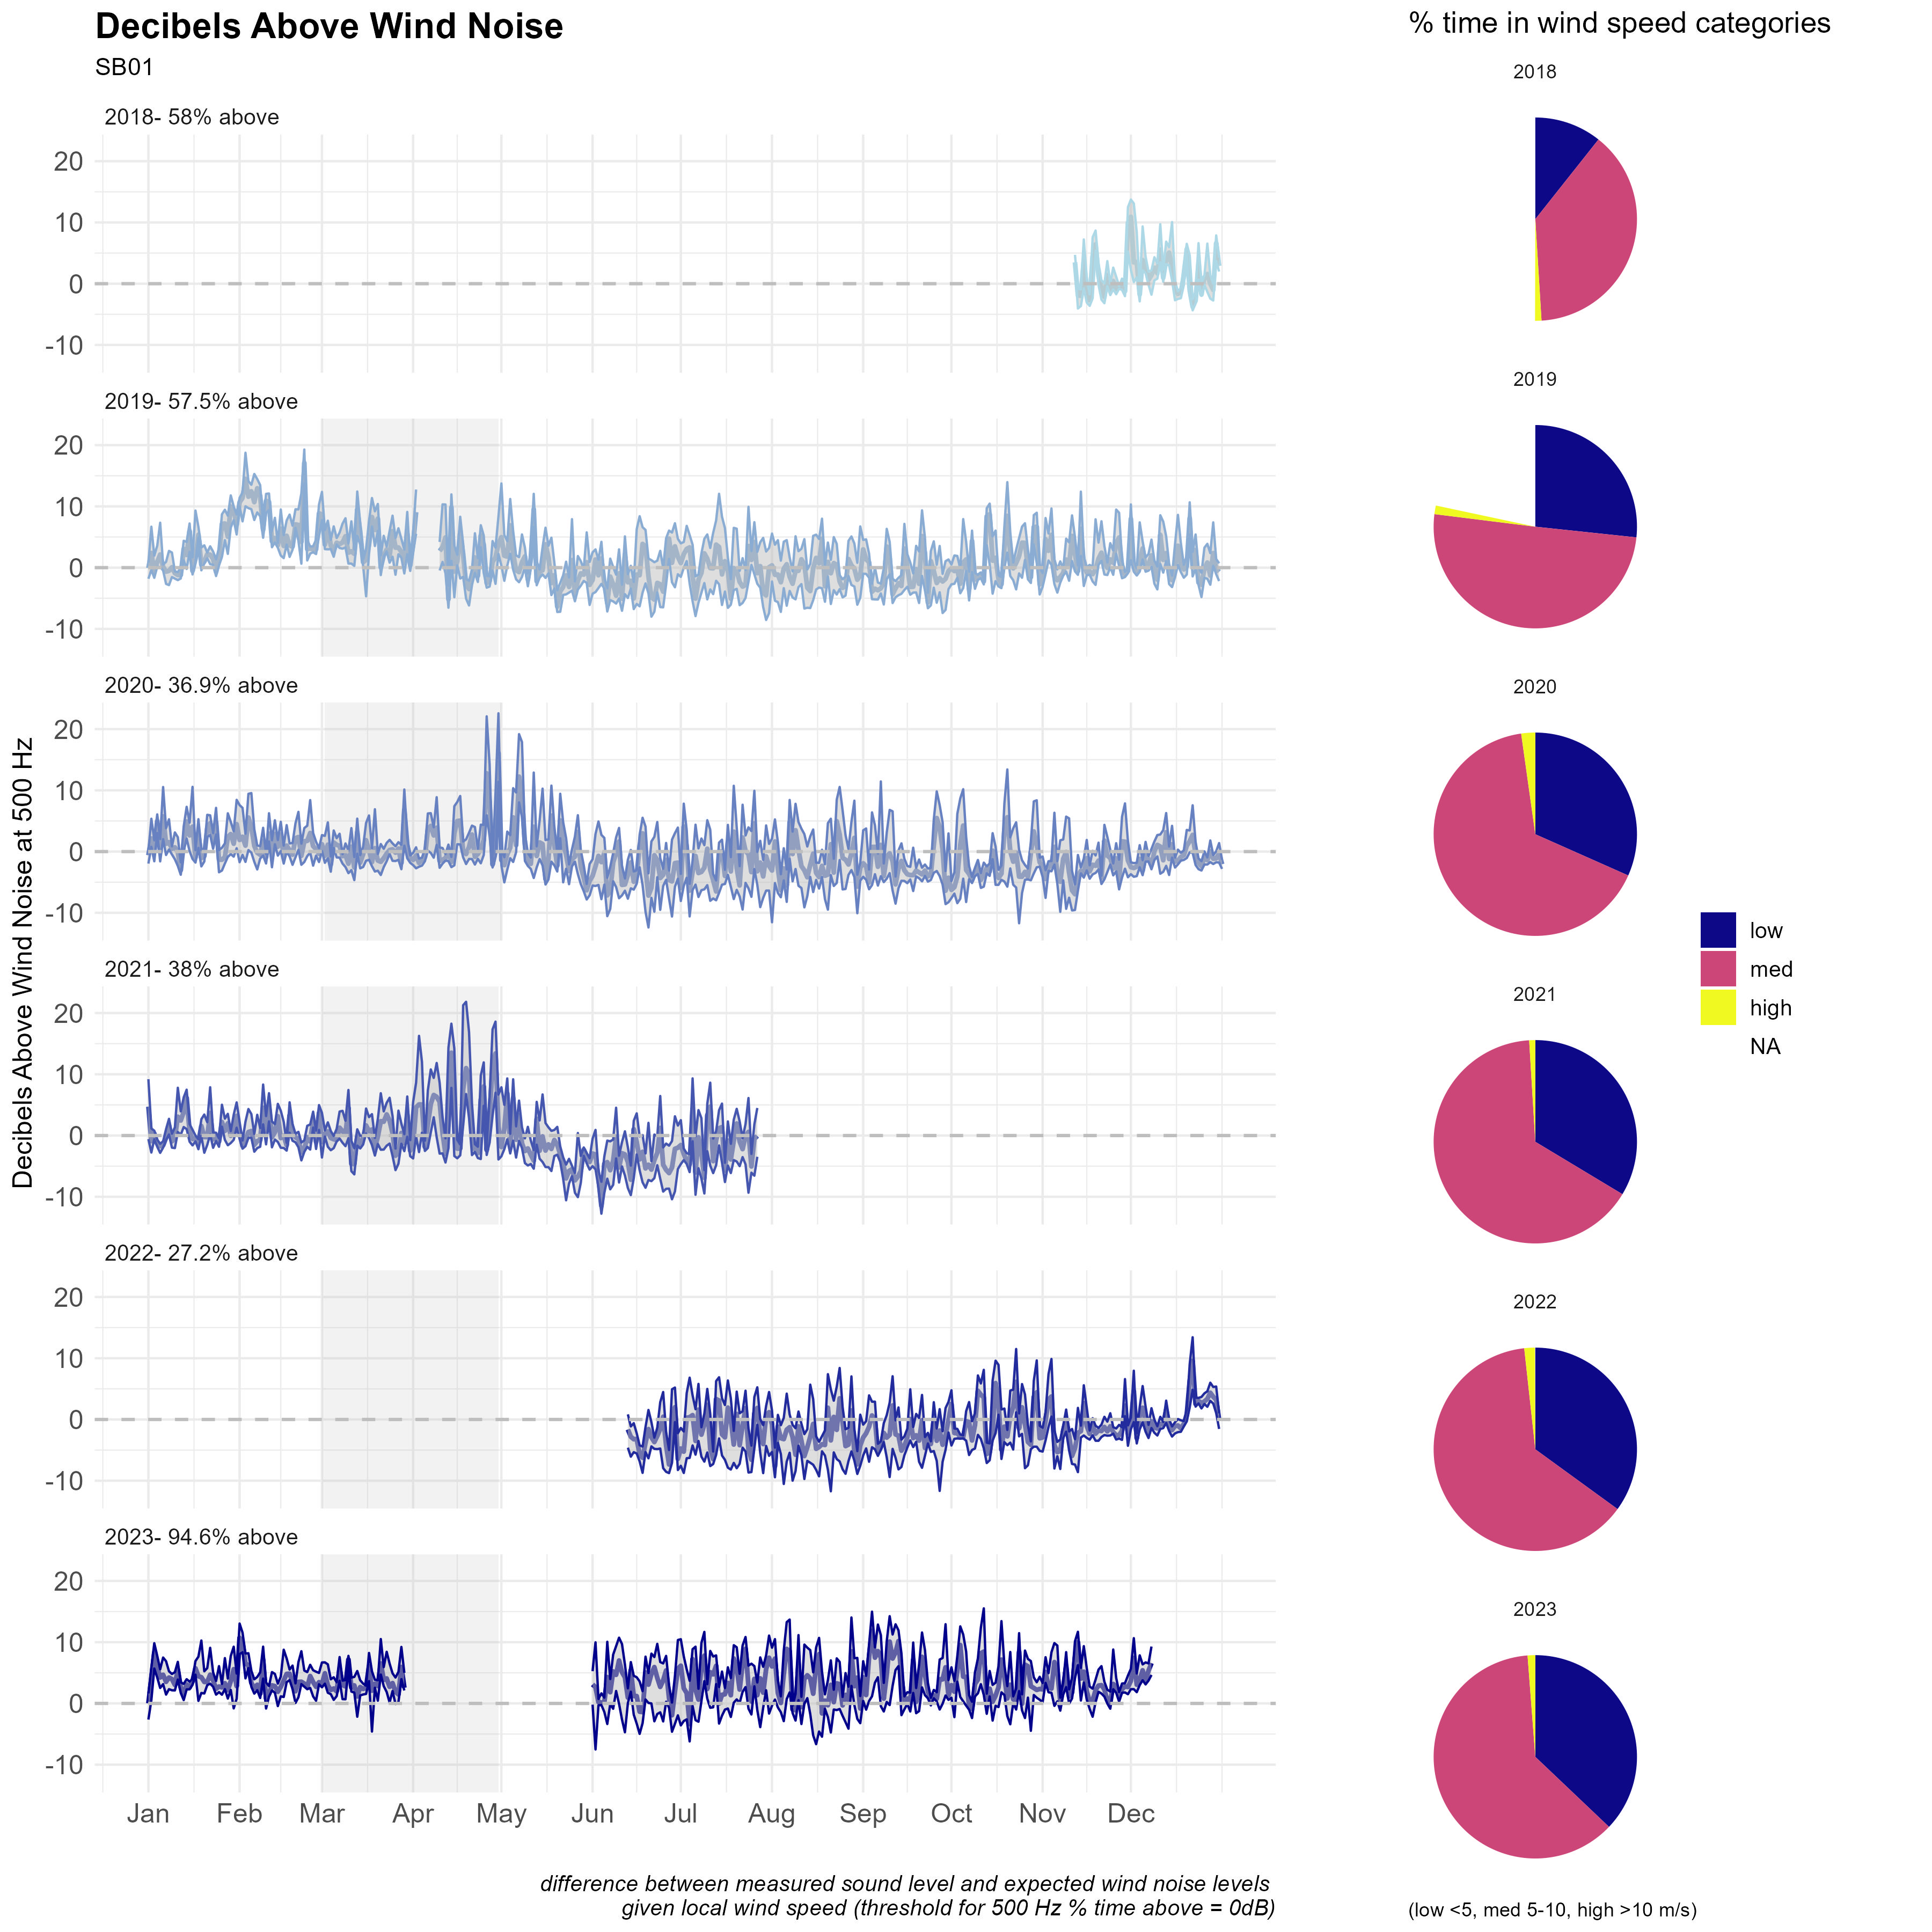 Decibels Above Wind Noise
SB01
Decibels Above Wind Noise at 500 Hz
2018- 58% above
20
10
0
-10
2019- 57.5% above
20
10
0
-10
2020- 36.9% above
20
10
0
-10
2021- 38% above
20
10
0
-10
2022- 27.2% above
20
10
0
-10
2023- 94.6% above
20
10
0
-10
Jan Feb Mar Apr May Jun Jul Aug Sep Oct Nov Dec
difference between measured sound level and expected wind noise levels
given local wind speed (threshold for 500 Hz % time above = 0dB)
% time in wind speed categories
2018
2019
2020
2021
2022
2023
low
med
high
NA
(low <5, med 5-10, high >10 m/s)